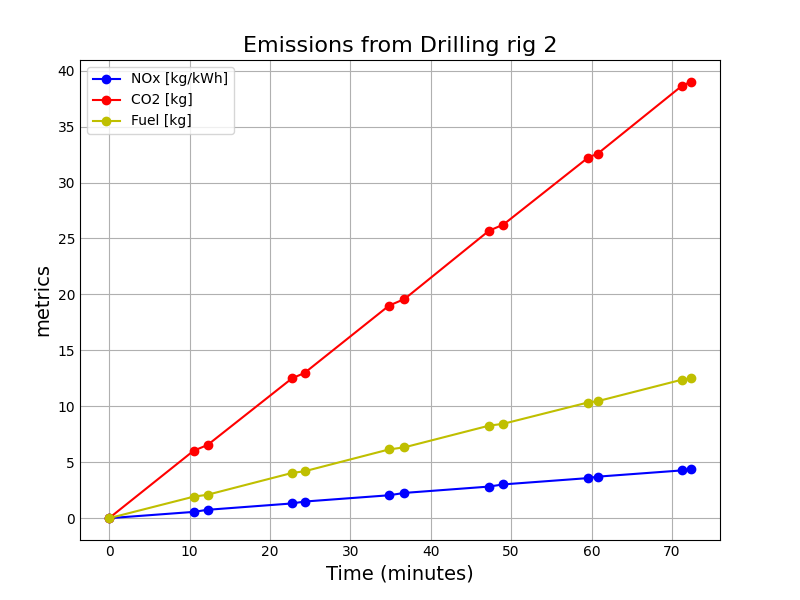 Emissions from Drilling rig 2
NOx [kg/kWh]
CO2 [kg]
Fuel [kg]
metrics
40
35
30
25
20
15
10
5
0
0 10 20 30 40 50 60 70
Time (minutes)